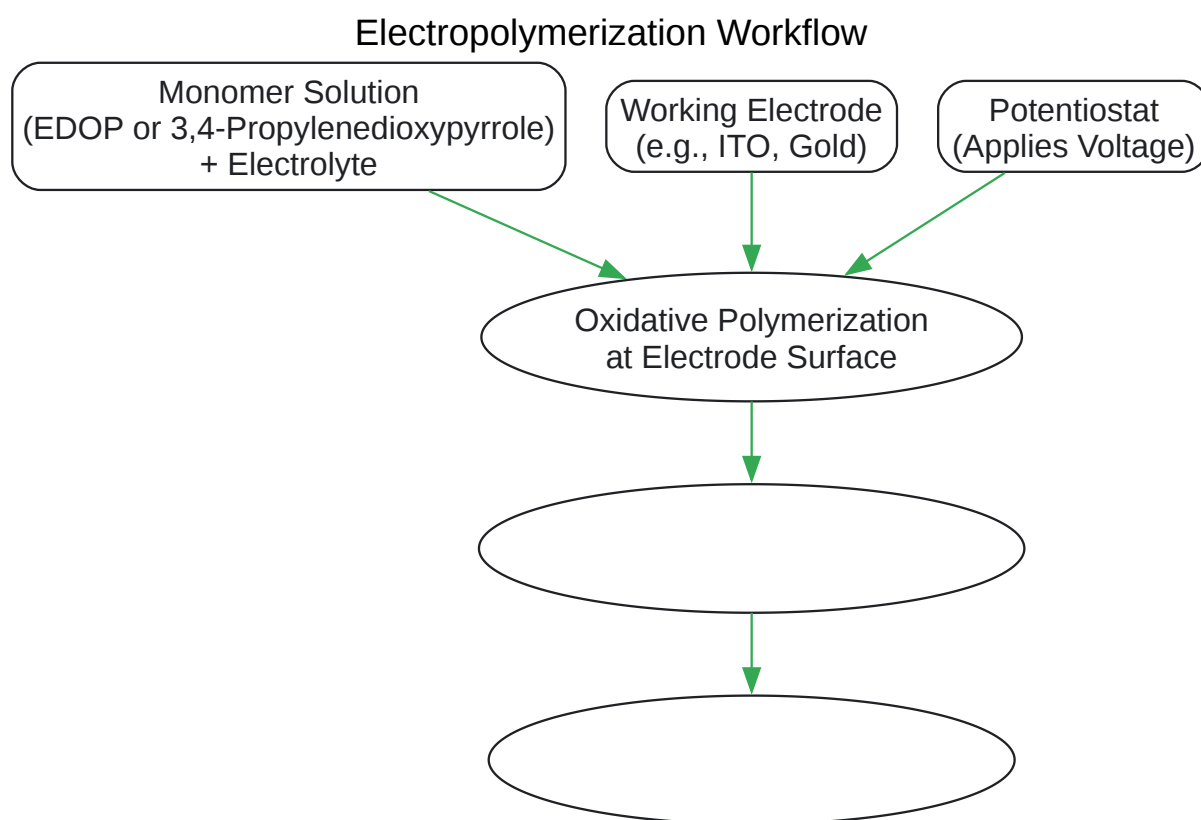 Electropolymerization Workflow
Monomer Solution
(EDOP or 3,4-Propylenedioxypyrrole)
+ Electrolyte
Working Electrode
(e.g., ITO, Gold)
Potentiostat
(Applies Voltage)
Oxidative Polymerization
at Electrode Surface